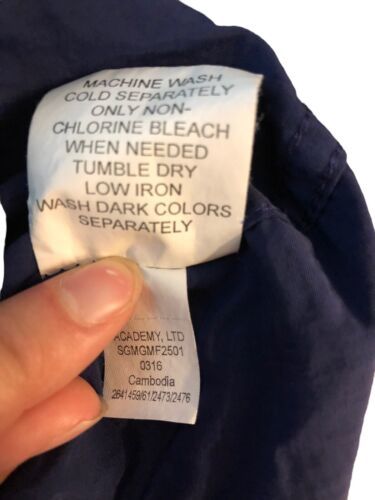 MACHINE WASH
COLD SEPARATELY
ONLY NON-
CHLORINE BLEACH
WHEN NEEDED
TUMBLE DRY
LOW IRON
WASH DARK COLORS
SEPARATELY
ACADEMY, LTD
SGMGMF2501
0316
Cambodia
2641459/61/2473/2476